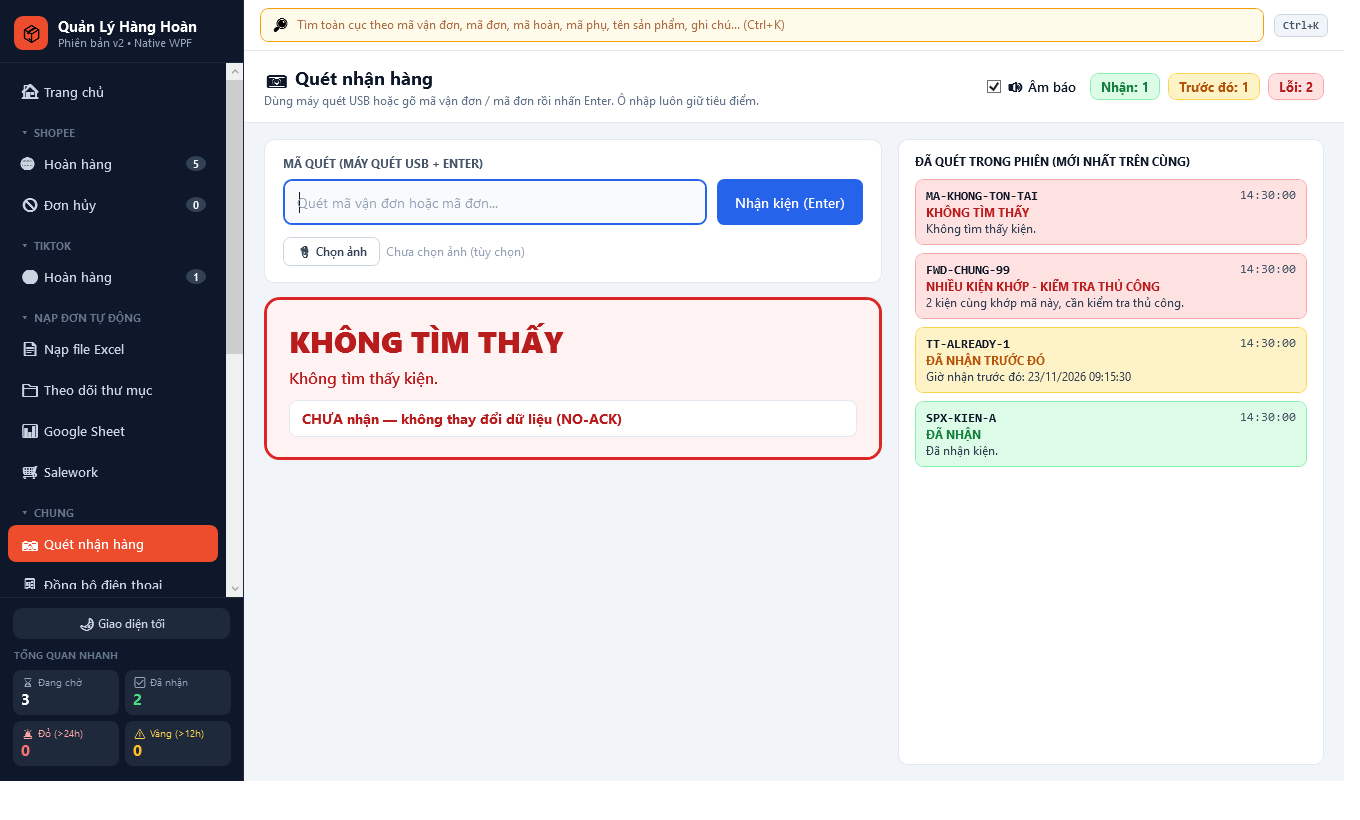 Quản Lý Hàng Hoàn
Phiên bản v2 • Native WPF
Trang chủ
SHOPEE
Hoàn hàng 5
Đơn hủy 0
TIKTOK
Hoàn hàng 1
NẠP ĐƠN TỰ ĐỘNG
Nạp file Excel
Theo dõi thư mục
Google Sheet
Salework
CHUNG
Quét nhận hàng
Đồng bộ điện thoại
Giao diện tối
TỔNG QUAN NHANH
Đang chờ
3
Đã nhận
2
Đỏ (>24h)
0
Vàng (>12h)
0
Tìm toàn cục theo mã vận đơn, mã đơn, mã hoàn, mã phụ, tên sản phẩm, ghi chú... (Ctrl+K)
Ctrl+K
Quét nhận hàng
Dùng máy quét USB hoặc gõ mã vận đơn / mã đơn rồi nhấn Enter. Ô nhập luôn giữ tiêu điểm.
Âm báo
Nhận: 1
Trước đó: 1
Lỗi: 2
MÃ QUÉT (MÁY QUÉT USB + ENTER)
Quét mã vận đơn hoặc mã đơn...
Nhận kiện (Enter)
Chọn ảnh
Chưa chọn ảnh (tùy chọn)
KHÔNG TÌM THẤY
Không tìm thấy kiện.
CHƯA nhận — không thay đổi dữ liệu (NO-ACK)
ĐÃ QUÉT TRONG PHIÊN (MỚI NHẤT TRÊN CÙNG)
MA-KHONG-TON-TAI 14:30:00
KHÔNG TÌM THẤY
Không tìm thấy kiện.
FWD-CHUNG-99 14:30:00
NHIỀU KIỆN KHỚP - KIỂM TRA THỦ CÔNG
2 kiện cùng khớp mã này, cần kiểm tra thủ công.
TT-ALREADY-1 14:30:00
ĐÃ NHẬN TRƯỚC ĐÓ
Giờ nhận trước đó: 23/11/2026 09:15:30
SPX-KIEN-A 14:30:00
ĐÃ NHẬN
Đã nhận kiện.